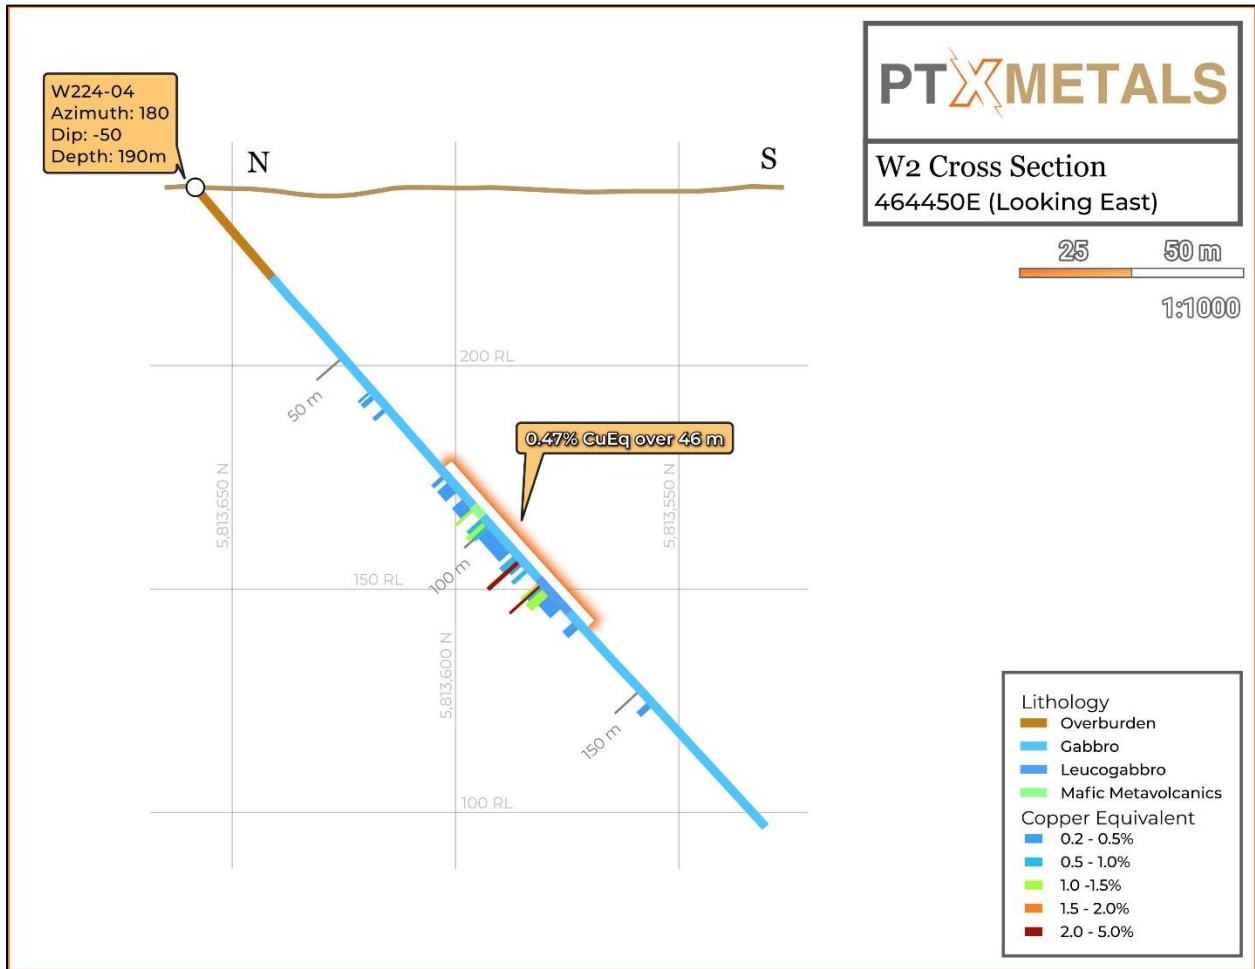 W224-04
Azimuth: 180
Dip: -50
Depth: 190m
N
S
PTXMETALS
W2 Cross Section
464450E (Looking East)
25 50 m
1:1000
200 RL
50 m
0.47% CuEq over 46 m
5,813,650 N
5,813,550 N
100 m
150 RL
5,813,600 N
150 m
100 RL
Lithology
Overburden
Gabbro
Leucogabbro
Mafic Metavolcanics
Copper Equivalent
0.2 - 0.5%
0.5 - 1.0%
1.0 -1.5%
1.5 - 2.0%
2.0 - 5.0%